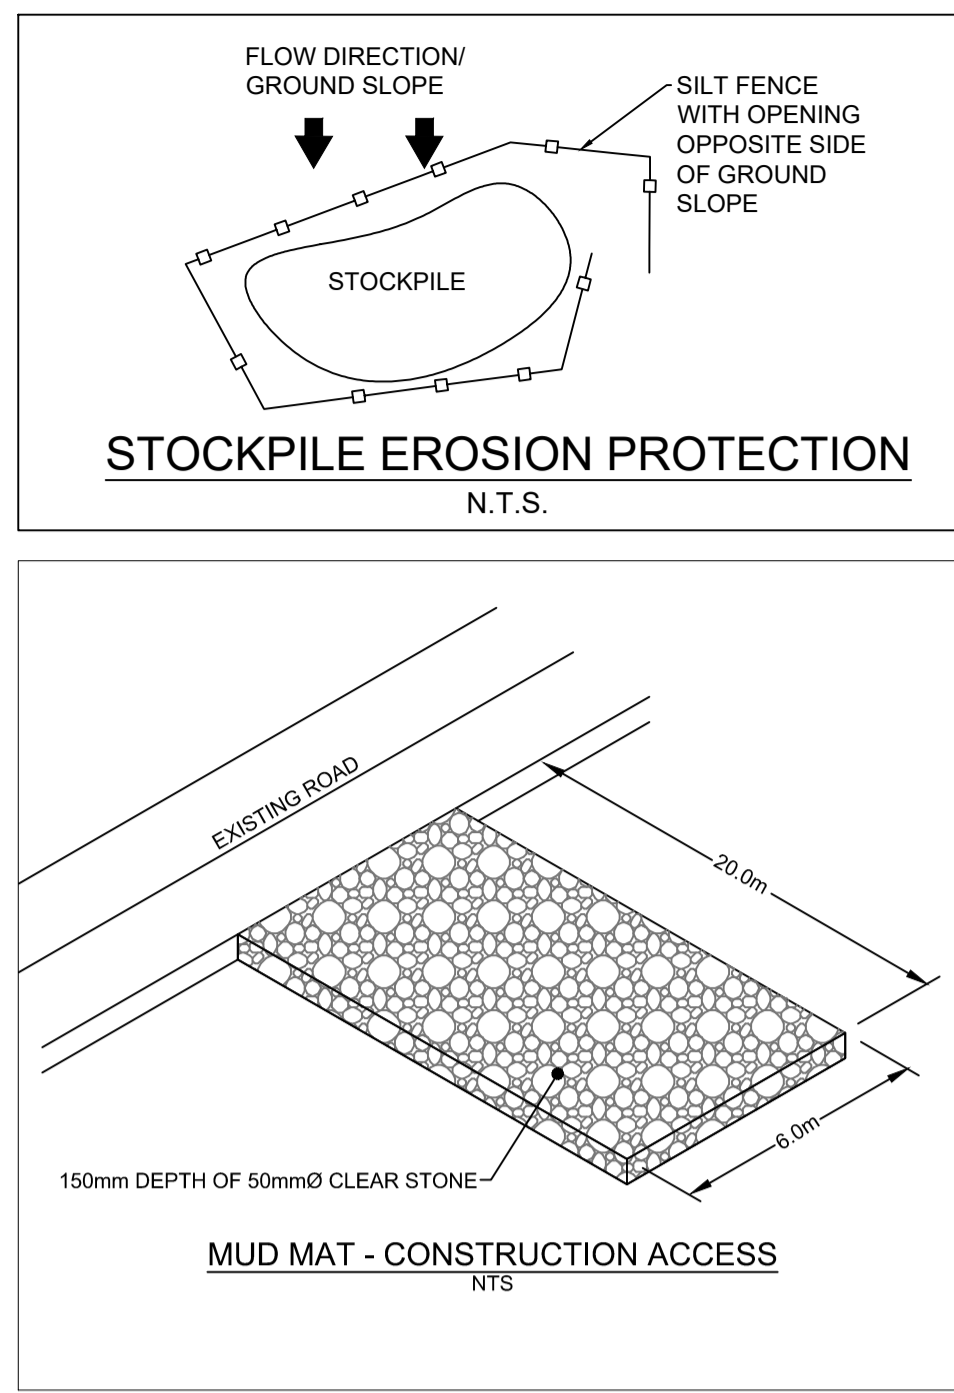 FLOW DIRECTION/
GROUND SLOPE
SILT FENCE
WITH OPENING
OPPOSITE SIDE
OF GROUND
SLOPE
STOCKPILE
STOCKPILE EROSION PROTECTION
N.T.S.
EXISTING ROAD
20.0m
6.0m
150mm DEPTH OF 50mmØ CLEAR STONE
MUD MAT - CONSTRUCTION ACCESS
NTS